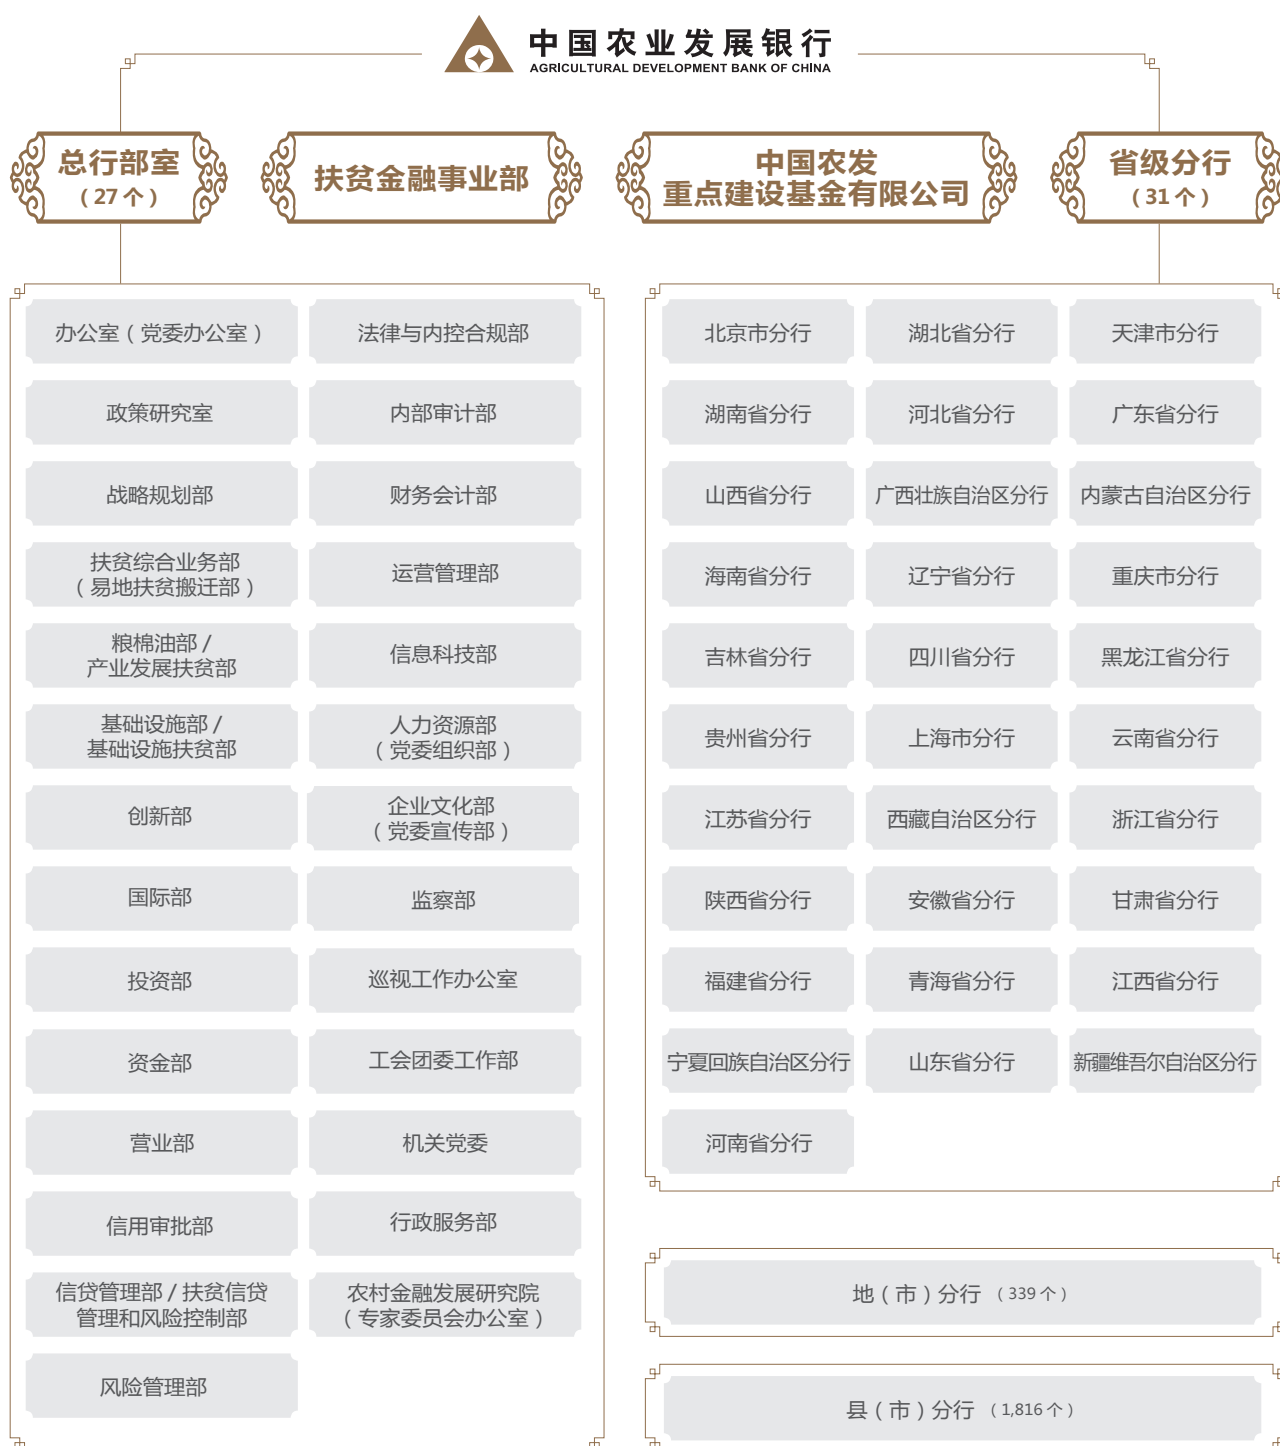 中国农业发展银行
AGRICULTURAL DEVELOPMENT BANK OF CHINA
总行部室
（27 个）
扶贫金融事业部
中国农发
重点建设基金有限公司
省级分行
（31 个）
办公室（党委办公室）
法律与内控合规部
政策研究室
内部审计部
战略规划部
财务会计部
扶贫综合业务部
（易地扶贫搬迁部）
运营管理部
粮棉油部 /
产业发展扶贫部
信息科技部
基础设施部 /
基础设施扶贫部
人力资源部
（党委组织部）
创新部
企业文化部
（党委宣传部）
国际部
监察部
投资部
巡视工作办公室
资金部
工会团委工作部
营业部
机关党委
信用审批部
行政服务部
信贷管理部 / 扶贫信贷
管理和风险控制部
农村金融发展研究院
（专家委员会办公室）
风险管理部
北京市分行
湖北省分行
天津市分行
湖南省分行
河北省分行
广东省分行
山西省分行
广西壮族自治区分行
内蒙古自治区分行
海南省分行
辽宁省分行
重庆市分行
吉林省分行
四川省分行
黑龙江省分行
贵州省分行
上海市分行
云南省分行
江苏省分行
西藏自治区分行
浙江省分行
陕西省分行
安徽省分行
甘肃省分行
福建省分行
青海省分行
江西省分行
宁夏回族自治区分行
山东省分行
新疆维吾尔自治区分行
河南省分行
地（市）分行 （339 个）
县（市）分行 （1,816 个）